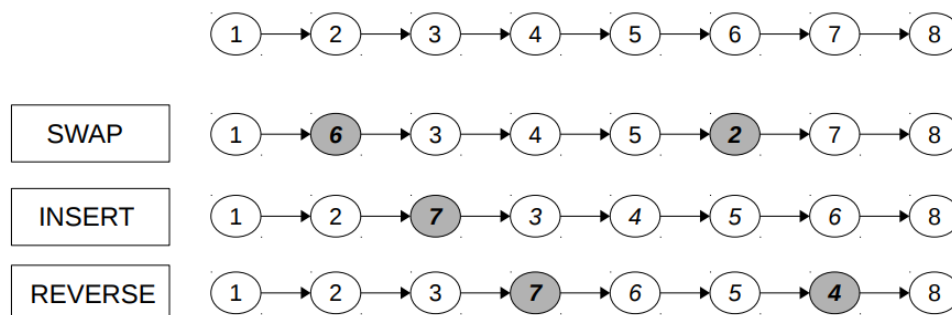 1 2 3 4 5 6 7 8
SWAP 1 6 3 4 5 2 7 8
INSERT 1 2 7 3 4 5 6 8
REVERSE 1 2 3 7 6 5 4 8